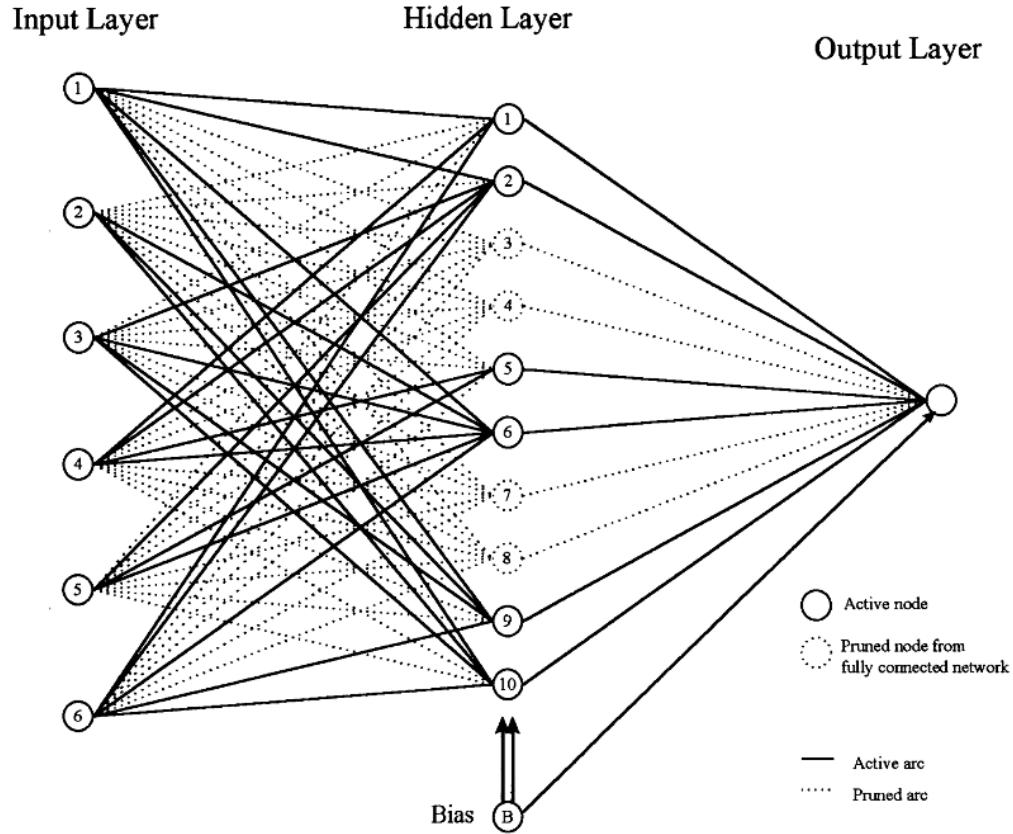 Input Layer
Hidden Layer
Output Layer
1
2
3
4
5
6
1
2
3
4
5
6
7
8
9
10
Bias
B
Active node
Pruned node from
fully connected network
Active arc
Pruned arc